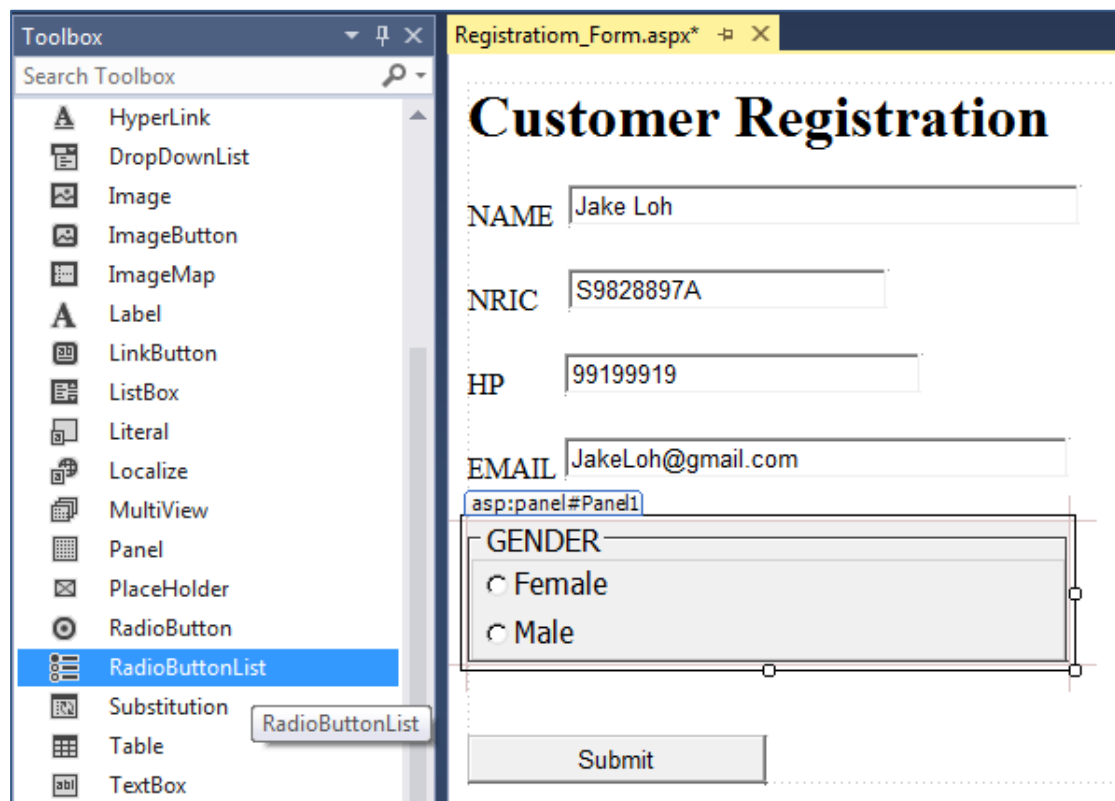 Toolbox
Search Toolbox
HyperLink
DropDownList
Image
ImageButton
ImageMap
Label
LinkButton
ListBox
Literal
Localize
MultiView
Panel
PlaceHolder
RadioButton
RadioButtonList
Substitution
RadioButtonList
Table
TextBox
Registratiom_Form.aspx*
Customer Registration
NAME Jake Loh
NRIC S9828897A
HP 99199919
EMAIL JakeLoh@gmail.com
asp:panel#Panel1
GENDER
Female
Male
Submit